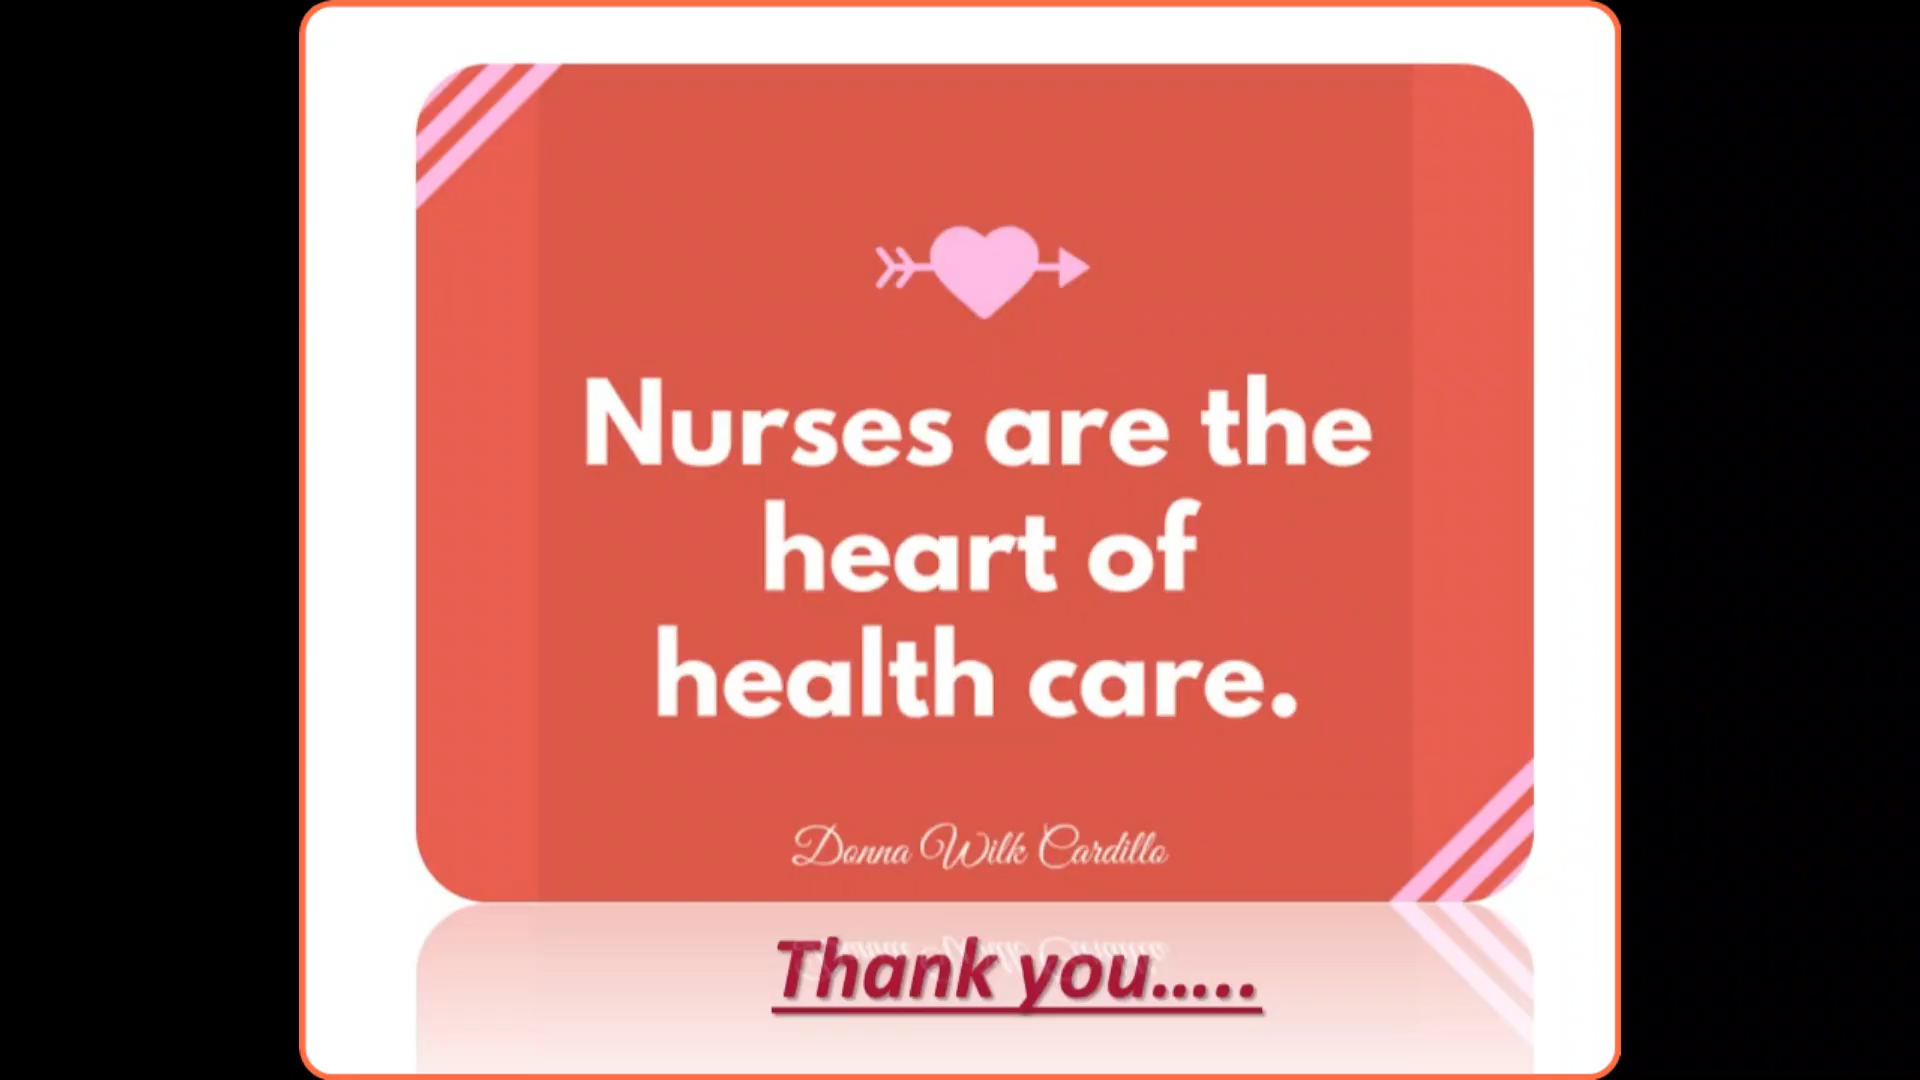 Nurses are the
heart of
health care.
Donna Wilk Cardillo
Thank you.....